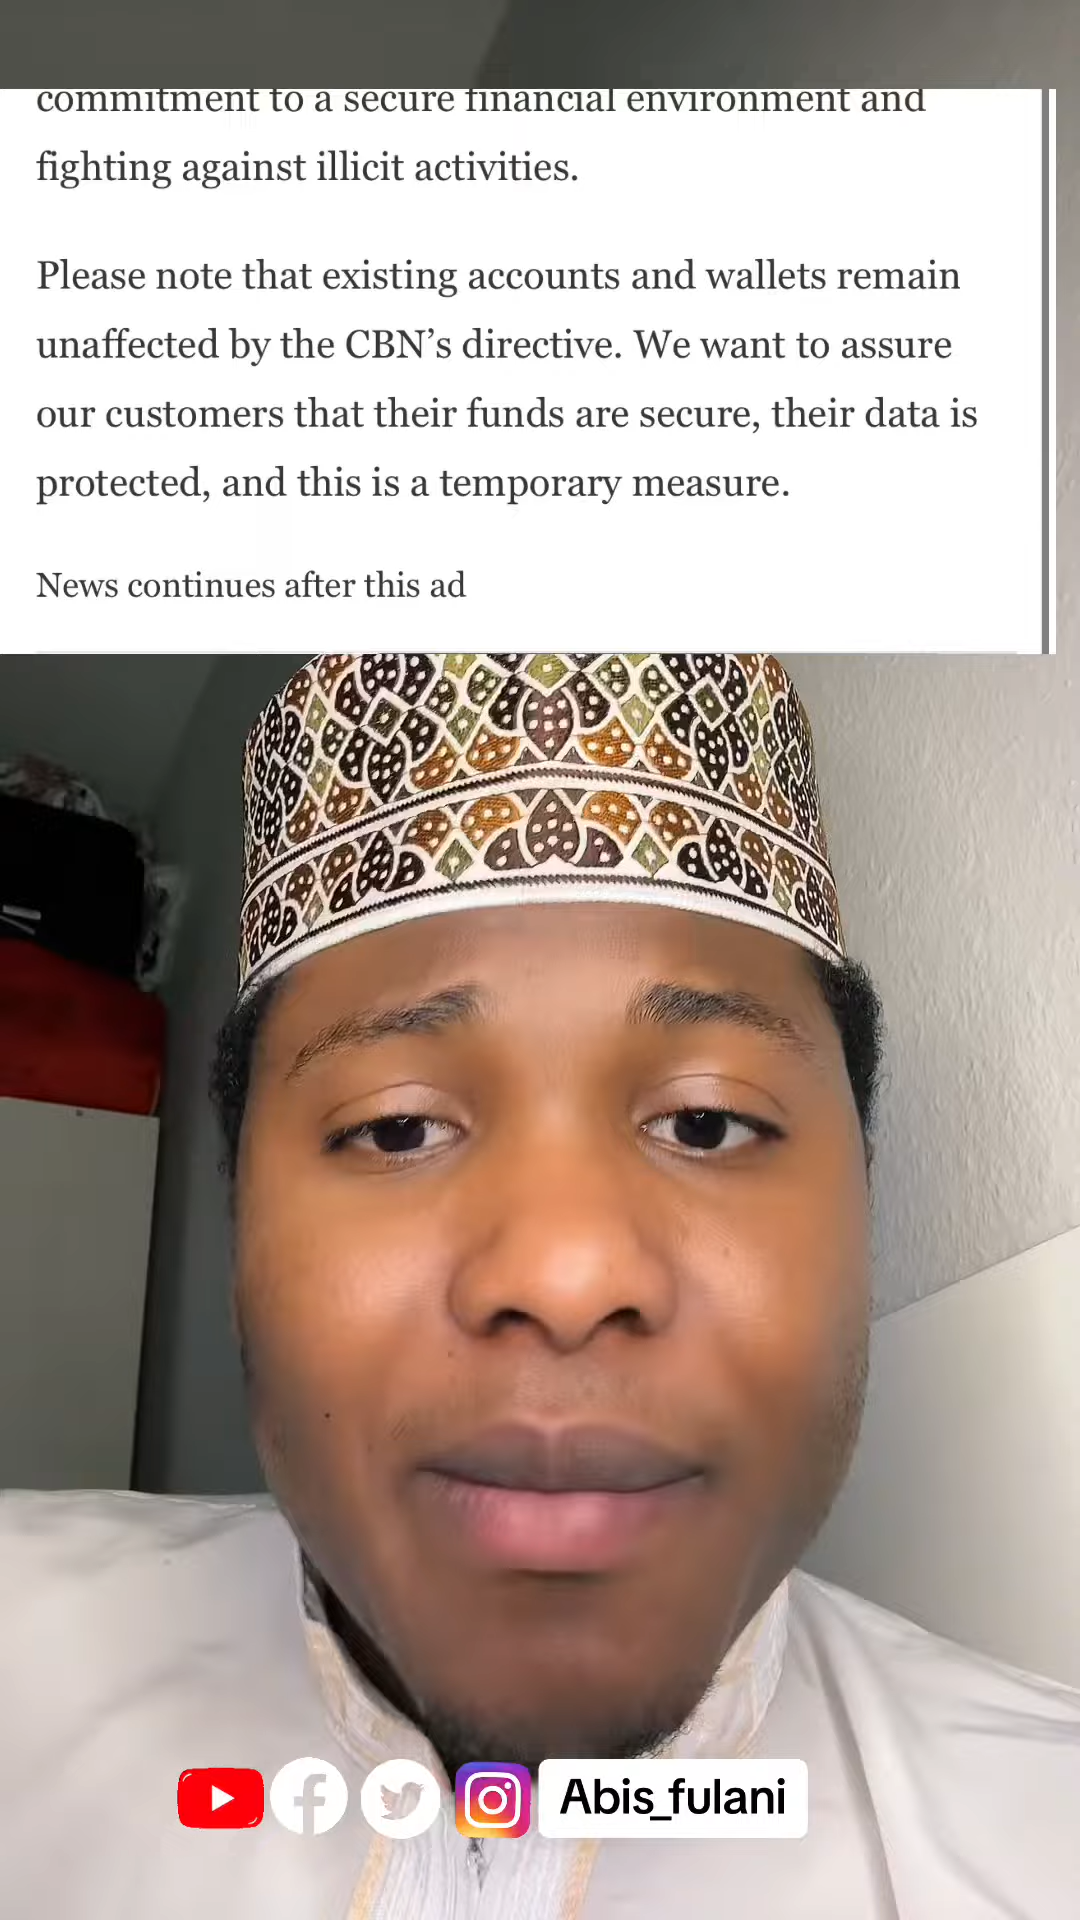 commitment to a secure financial environment and
fighting against illicit activities.
Please note that existing accounts and wallets remain
unaffected by the CBN’s directive. We want to assure
our customers that their funds are secure, their data is
protected, and this is a temporary measure.
News continues after this ad
Abis_fulani